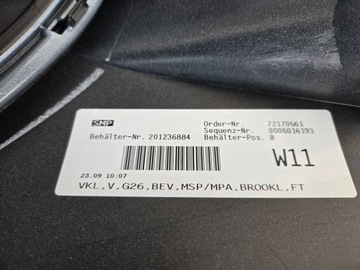 SMP
Order-Nr. 72170561
Sequenz-Nr. 0005016193
Behälter-Nr. 201236884 Behälter-Pos. 8
W11
23.09 10:07
VKL,V,G26,BEV,MSP/MPA,BROOKL,FT